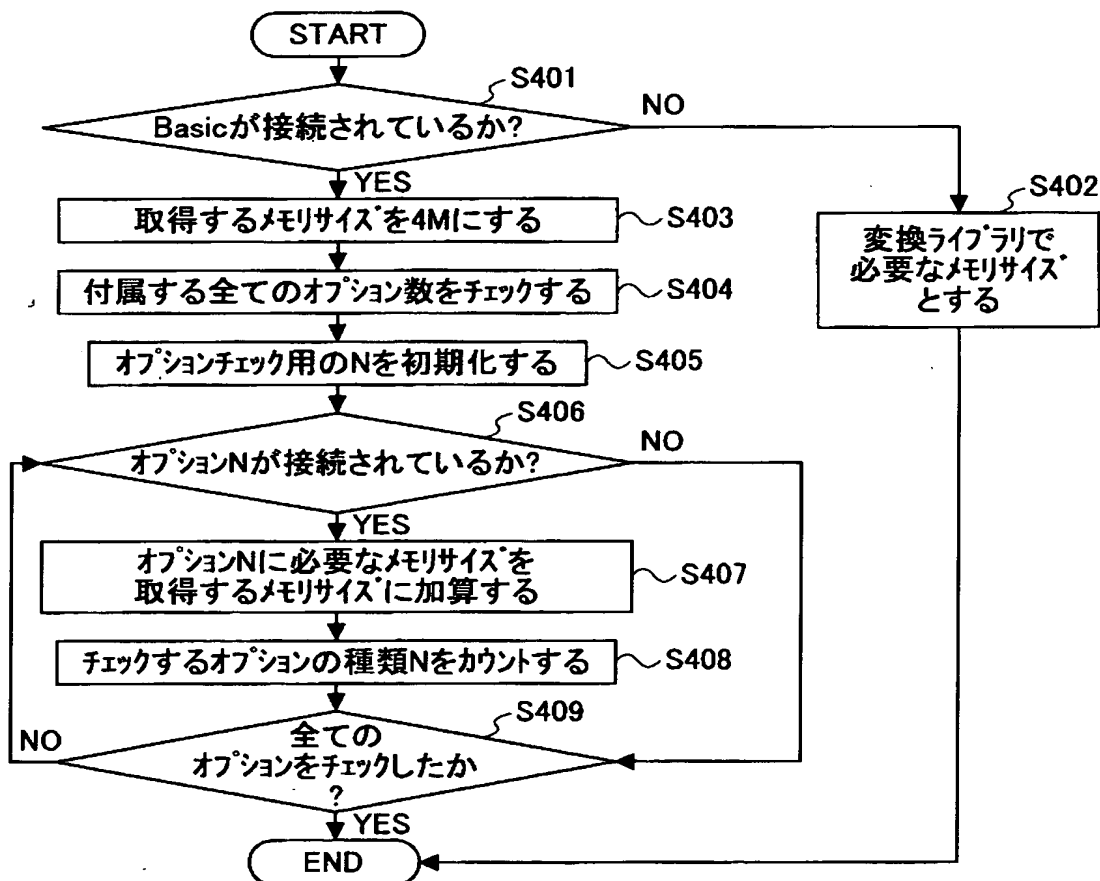 START
S401
Basicが接続されているか?
NO
YES
取得するメモリサイズを4Mにする
S403
S402
変換ライブラリで
必要なメモリサイズ
とする
付属する全てのオプション数をチェックする
S404
オプションチェック用のNを初期化する
S405
S406
オプションNが接続されているか?
NO
YES
オプションNに必要なメモリサイズを
取得するメモリサイズに加算する
S407
チェックするオプションの種類Nをカウントする
S408
S409
全ての
オプションをチェックしたか
?
NO
YES
END